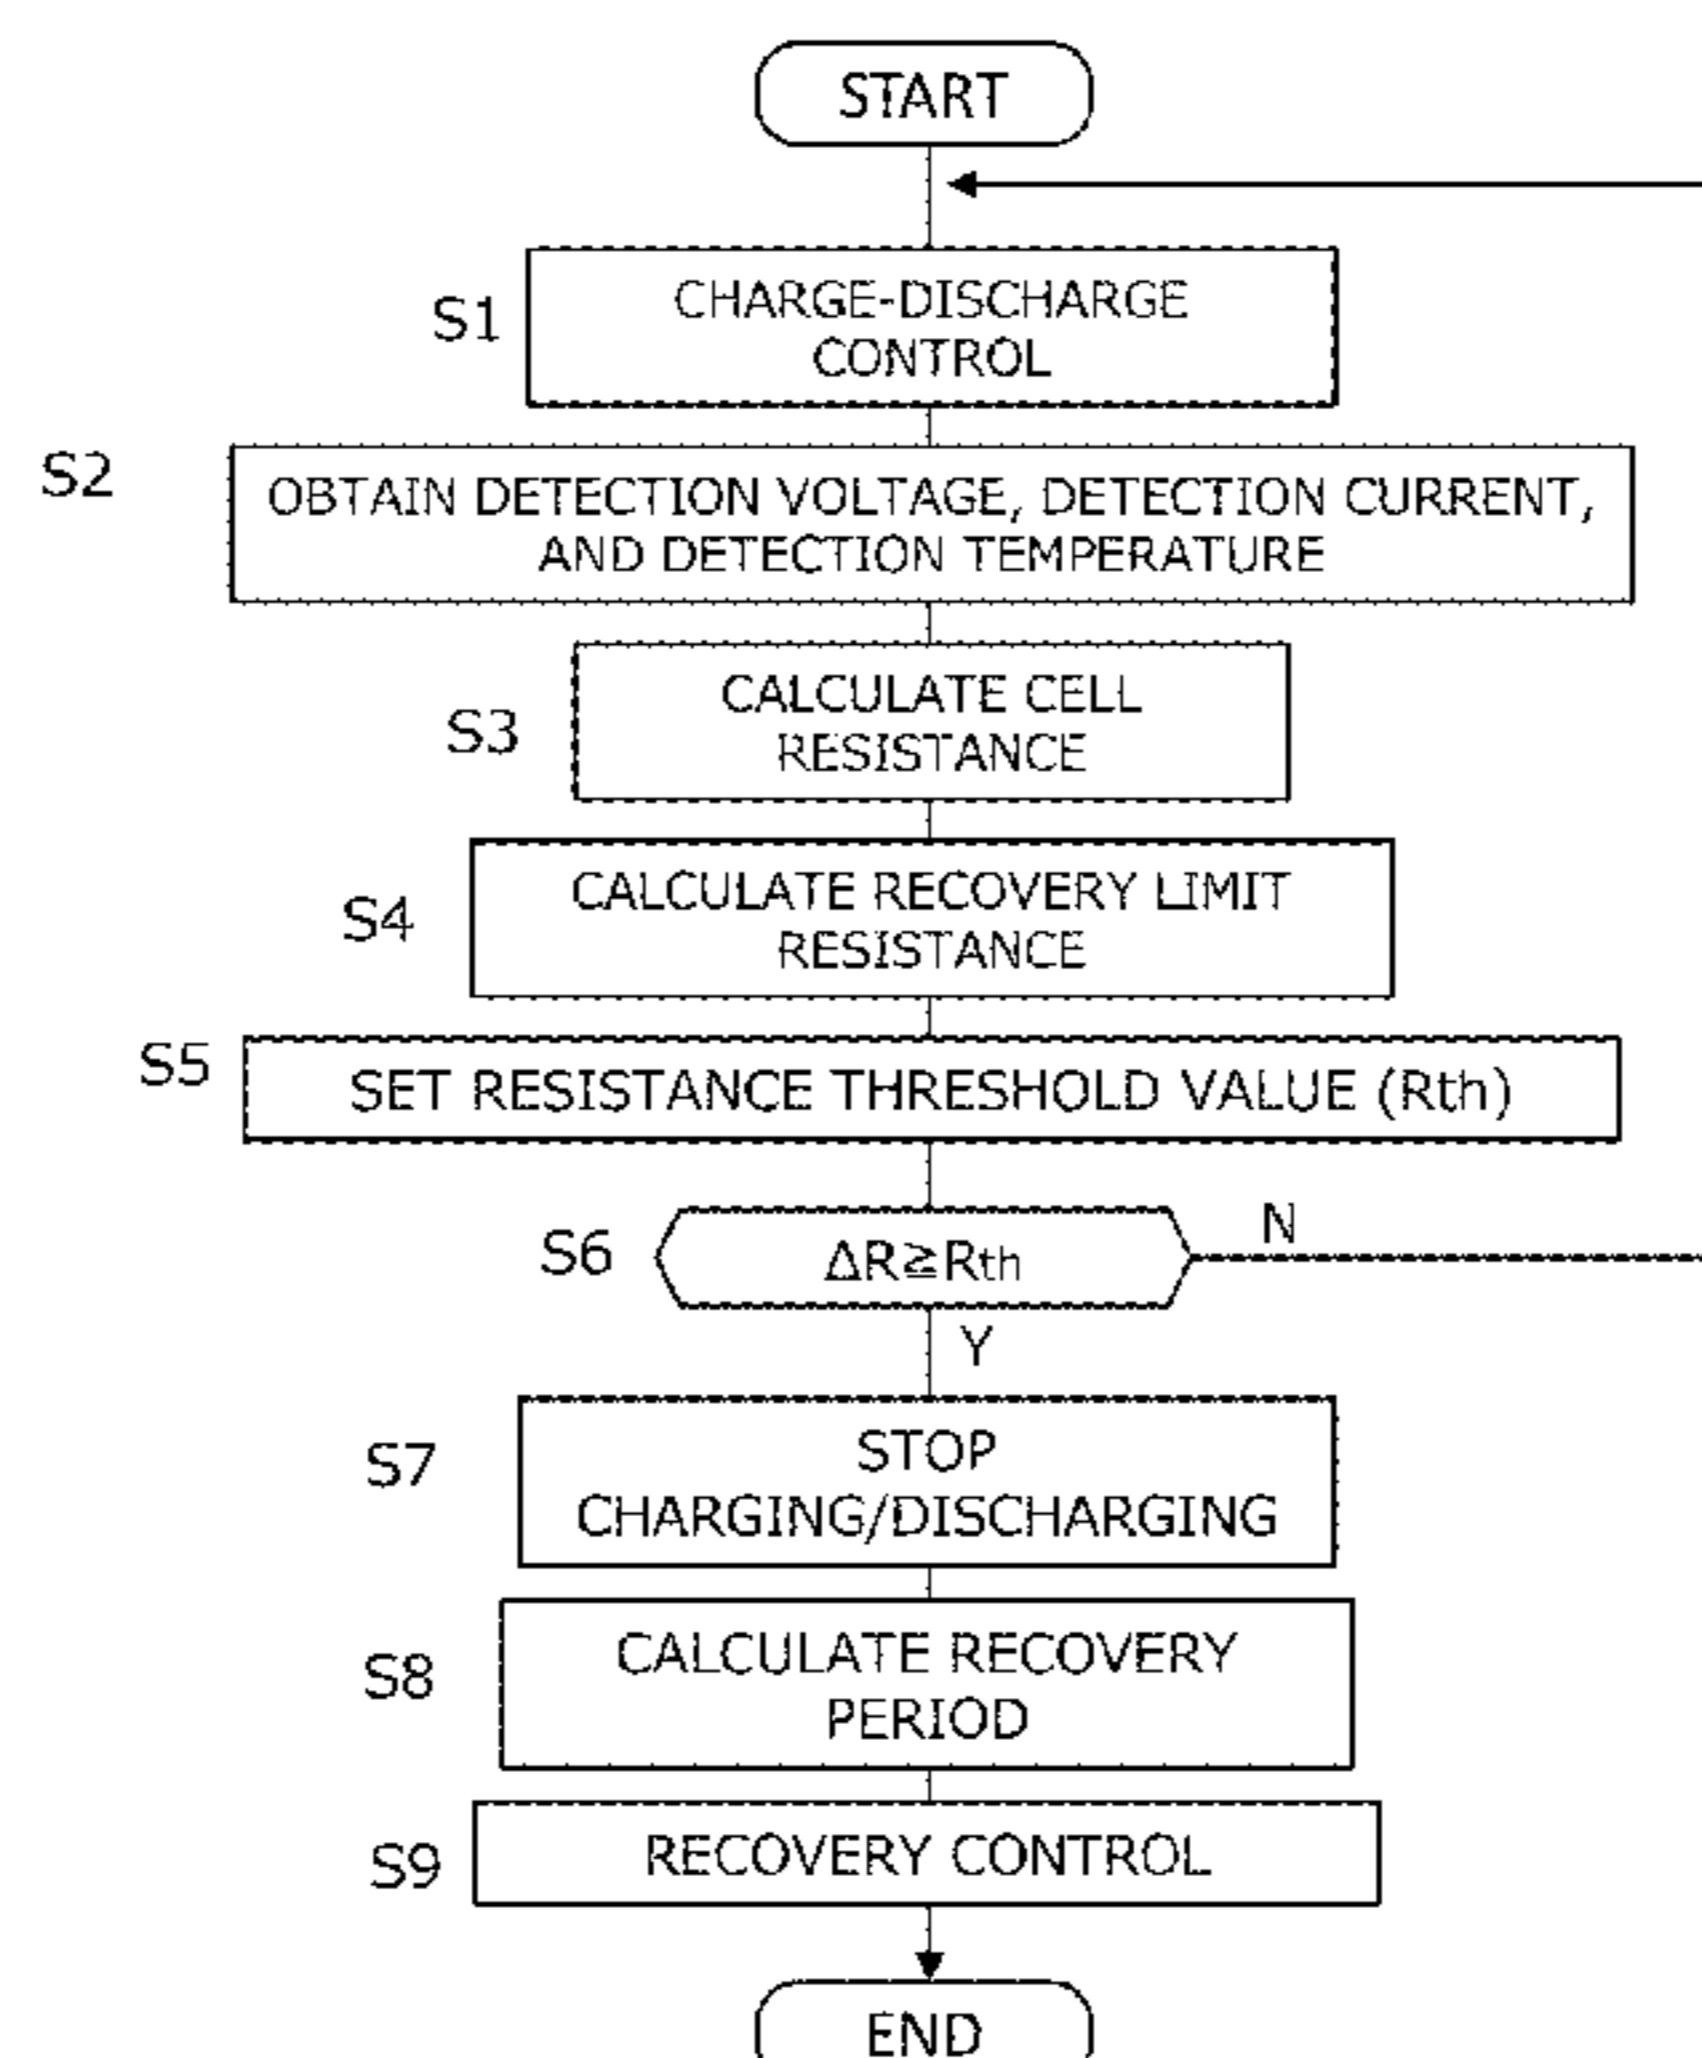 START
S1
CHARGE-DISCHARGE
CONTROL
S2
OBTAIN DETECTION VOLTAGE, DETECTION CURRENT,
AND DETECTION TEMPERATURE
S3
CALCULATE CELL
RESISTANCE
S4
CALCULATE RECOVERY LIMIT
RESISTANCE
S5
SET RESISTANCE THRESHOLD VALUE (Rth)
S6
ΔR≧Rth
N
Y
S7
STOP
CHARGING/DISCHARGING
S8
CALCULATE RECOVERY
PERIOD
S9
RECOVERY CONTROL
END